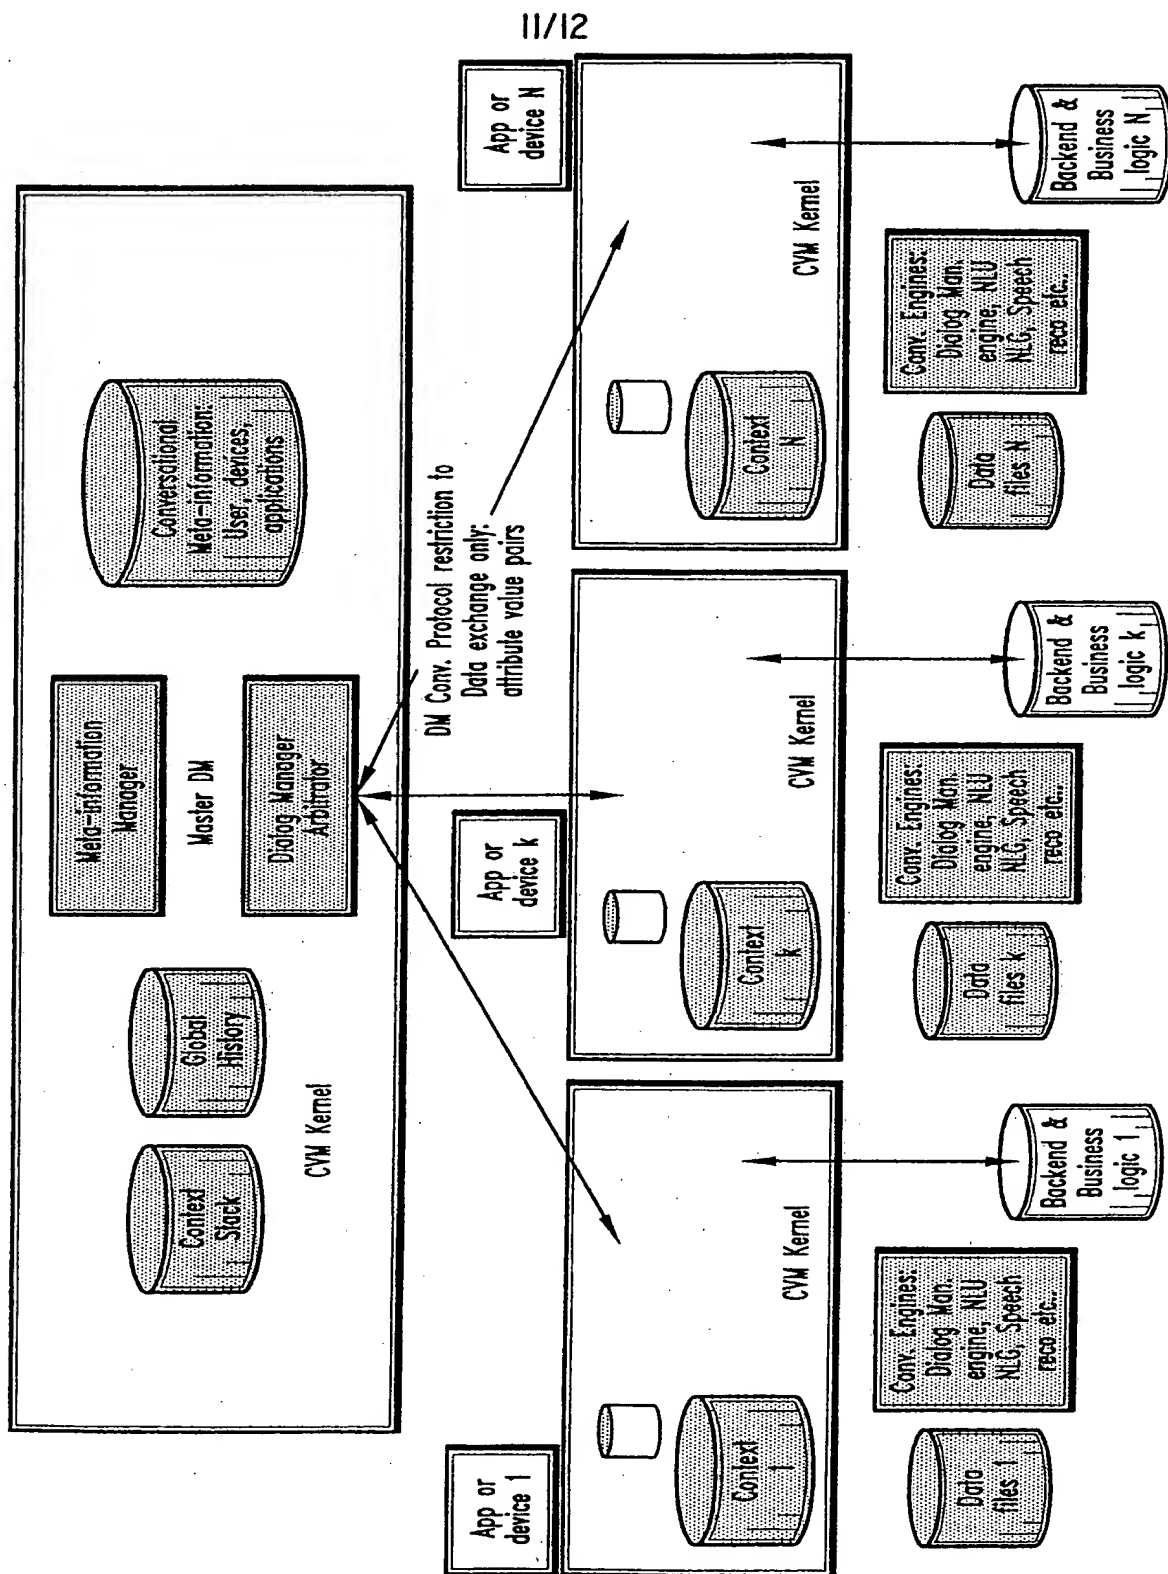 11/12
Context
Stack
Global
History
CVM Kernel
Meta-information
Manager
Master DM
Dialog Manager
Arbitrator
Conversational
Meta-information:
User, devices,
applications
DM Conv. Protocol restriction to
Data exchange only:
attribute value pairs
App or
device 1
Context
1
CVM Kernel
Data
files 1
Conv. Engines:
Dialog Man.
engine, NLU
NLG, Speech
reco etc..
Backend &
Business
logic 1
App or
device k
Context
k
CVM Kernel
Data
files k
Conv. Engines:
Dialog Man.
engine, NLU
NLG, Speech
reco etc..
Backend &
Business
logic k
App or
device N
Context
N
CVM Kernel
Data
files N
Conv. Engines:
Dialog Man.
engine, NLU
NLG, Speech
reco etc..
Backend &
Business
logic N